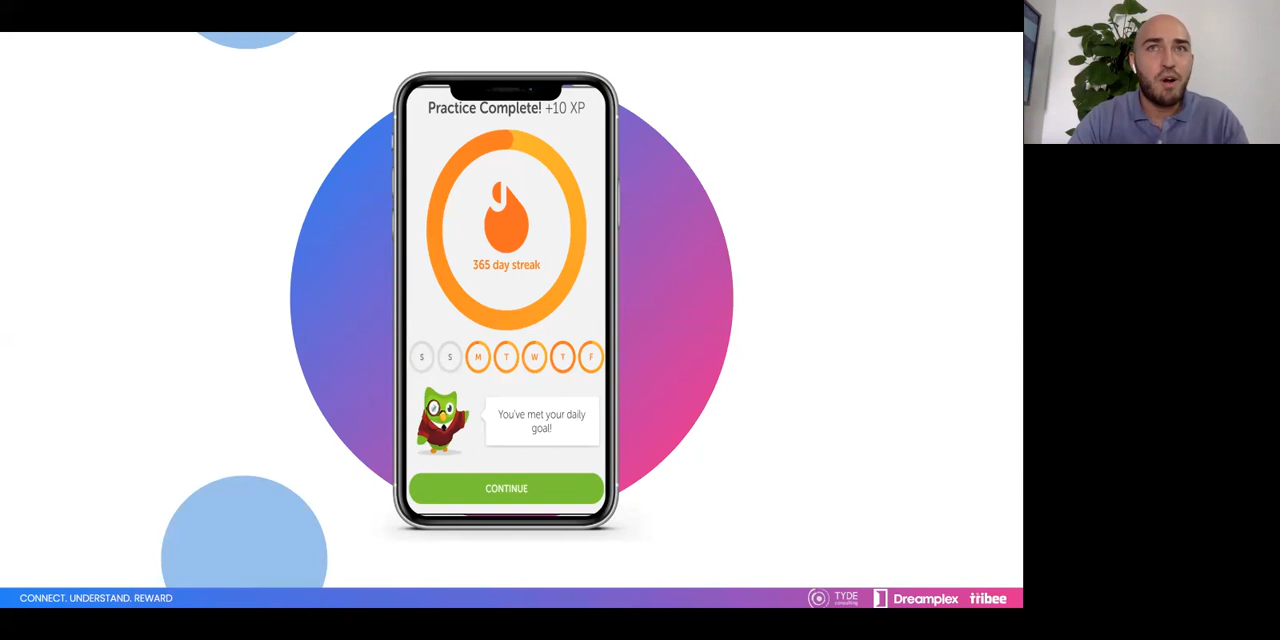 Practice Complete! +10 XP
365 day streak
S S M T W T F
You've met your daily
goal!
CONTINUE
CONNECT. UNDERSTAND. REWARD
TYDE
consulting
Dreamplex
tribee